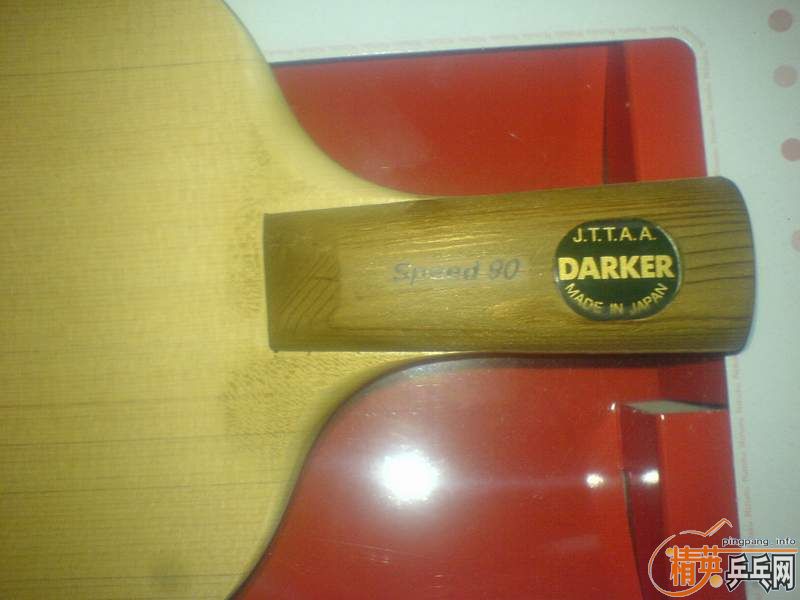 J.T.T.A.A.
DARKER
MADE IN JAPAN
Speed 90
pingpang.info
精英乒乓网